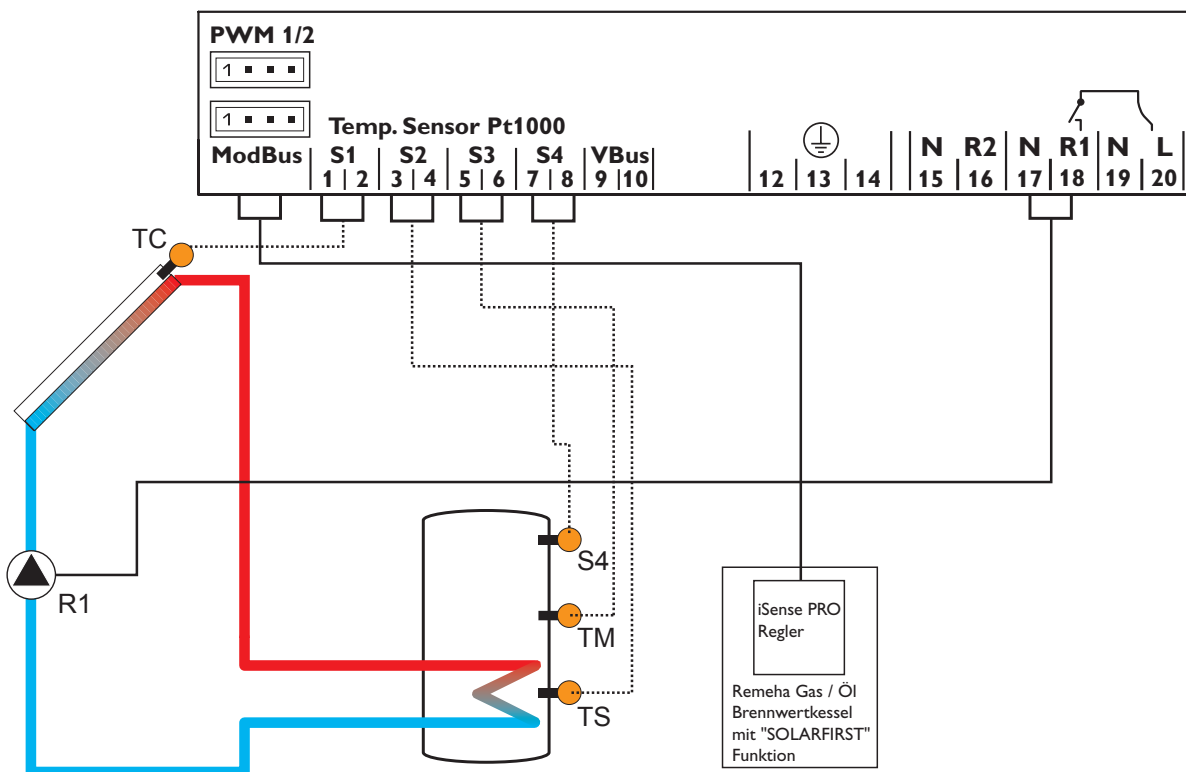 PWM 1/2
1
1
Temp. Sensor Pt1000
ModBus S1 S2 S3 S4 VBus N R2 N R1 N L
1 2 3 4 5 6 7 8 9 10 12 13 14 15 16 17 18 19 20
TC
S4
R1
TM
TS
iSense PRO
Regler
Remeha Gas / Öl
Brennwertkessel
mit "SOLARFIRST"
Funktion